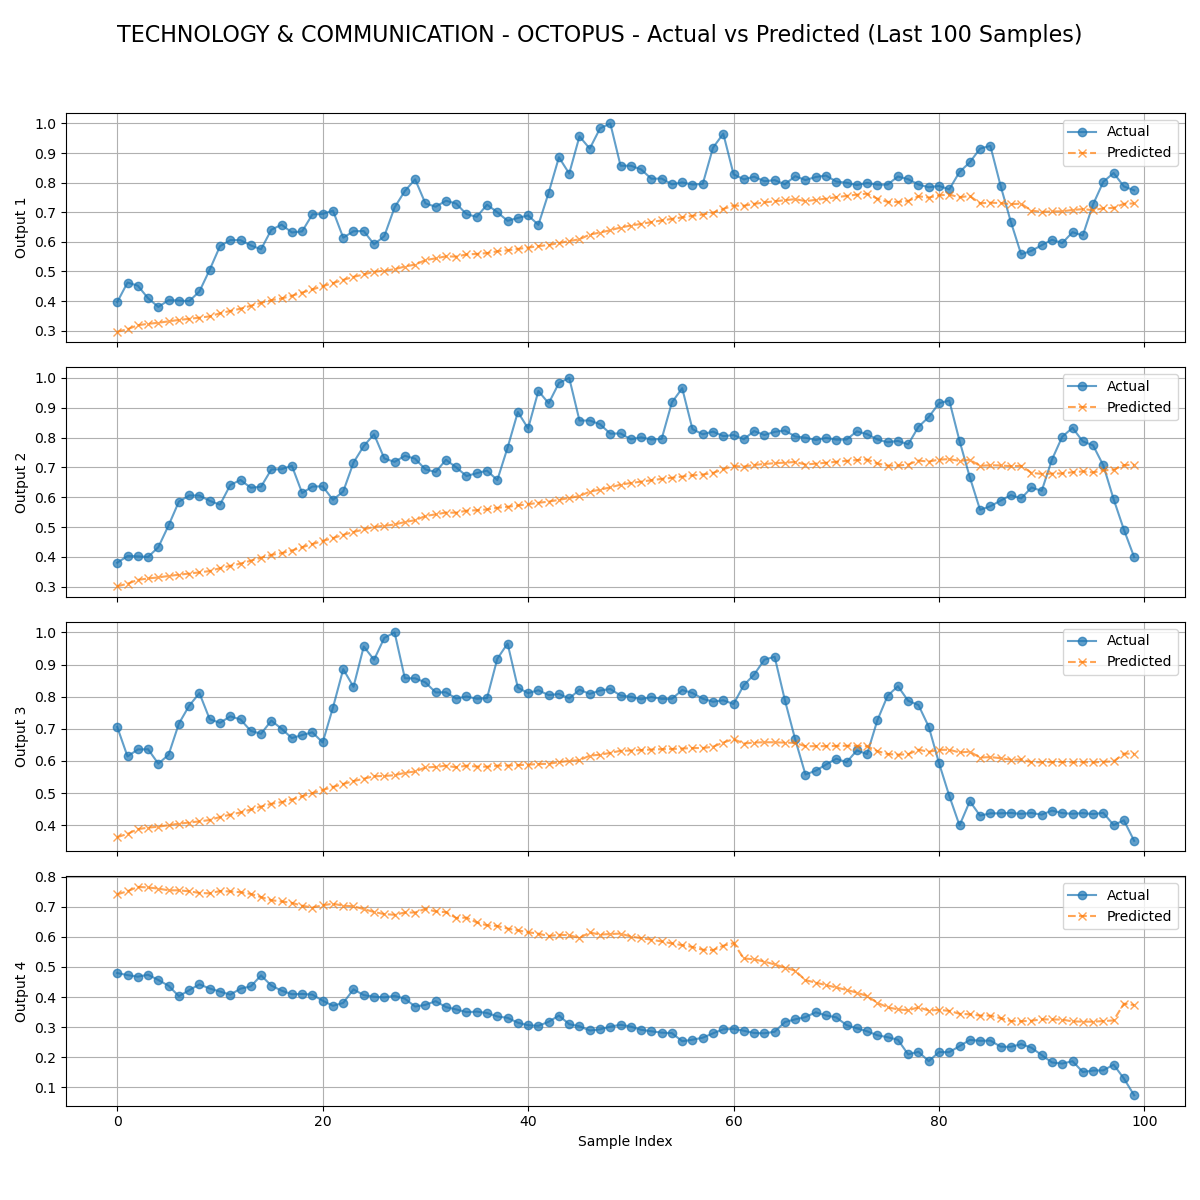 TECHNOLOGY & COMMUNICATION - OCTOPUS - Actual vs Predicted (Last 100 Samples)
Output 1
1.0
0.9
0.8
0.7
0.6
0.5
0.4
0.3
Actual
Predicted
Output 2
1.0
0.9
0.8
0.7
0.6
0.5
0.4
0.3
Actual
Predicted
Output 3
1.0
0.9
0.8
0.7
0.6
0.5
0.4
Actual
Predicted
Output 4
0.8
0.7
0.6
0.5
0.4
0.3
0.2
0.1
Actual
Predicted
0 20 40 60 80 100
Sample Index